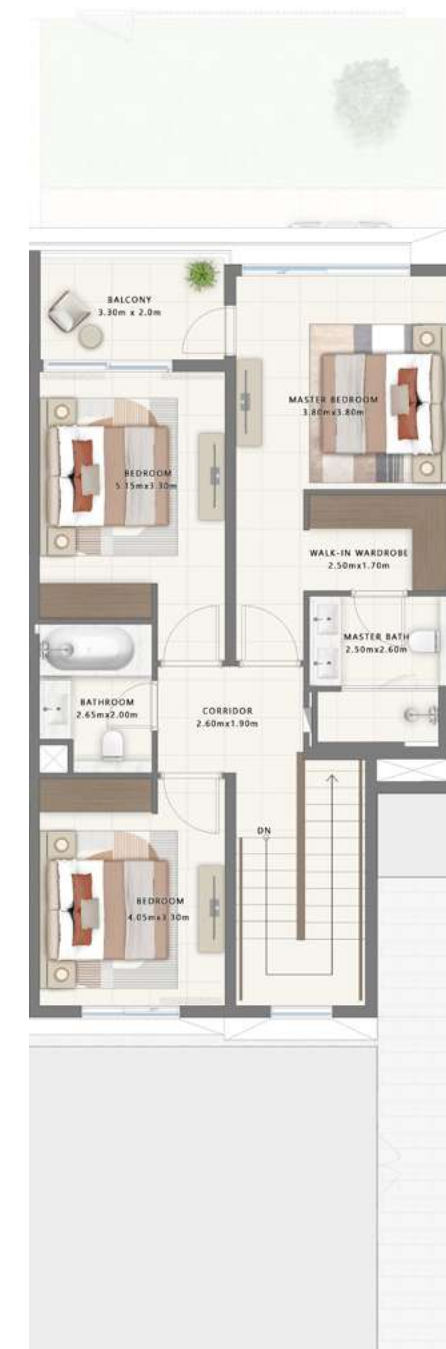 BALCONY
3.30m x 2.0m
MASTER BEDROOM
3.80mx3.80m
BEDROOM
5.15mx3.30m
WALK-IN WARDROBE
2.50mx1.70m
MASTER BATH
2.50mx2.60m
BATHROOM
2.65mx2.00m
CORRIDOR
2.60mx1.90m
DN
BEDROOM
4.05mx3.30m